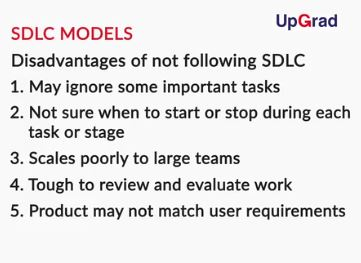 UpGrad
SDLC MODELS
Disadvantages of not following SDLC
1. May ignore some important tasks
2. Not sure when to start or stop during each
task or stage
3. Scales poorly to large teams
4. Tough to review and evaluate work
5. Product may not match user requirements